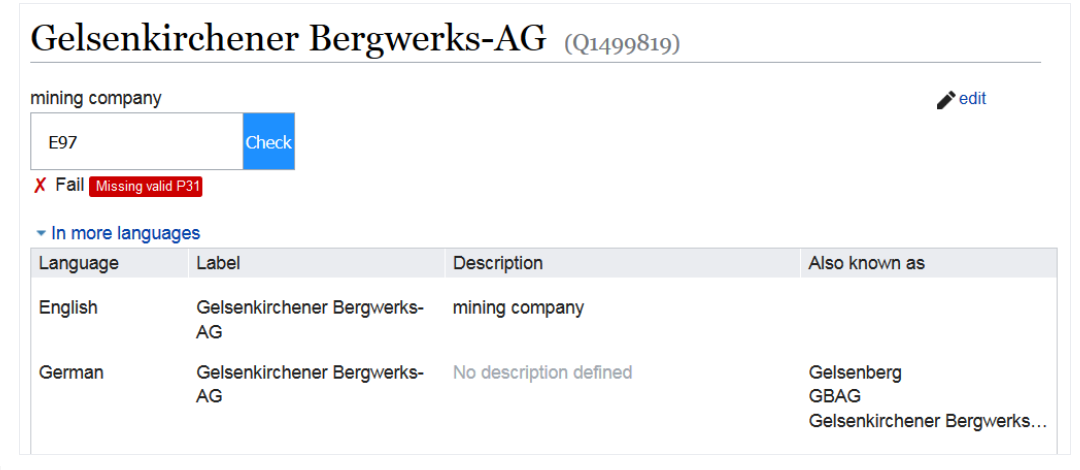 Gelsenkirchener Bergwerks-AG (Q1499819)
mining company
edit
E97 Check
✗ Fail Missing valid P31
In more languages
Language Label Description Also known as
English Gelsenkirchener Bergwerks- mining company
AG
German Gelsenkirchener Bergwerks- No description defined Gelsenberg
AG GBAG
Gelsenkirchener Bergwerks…